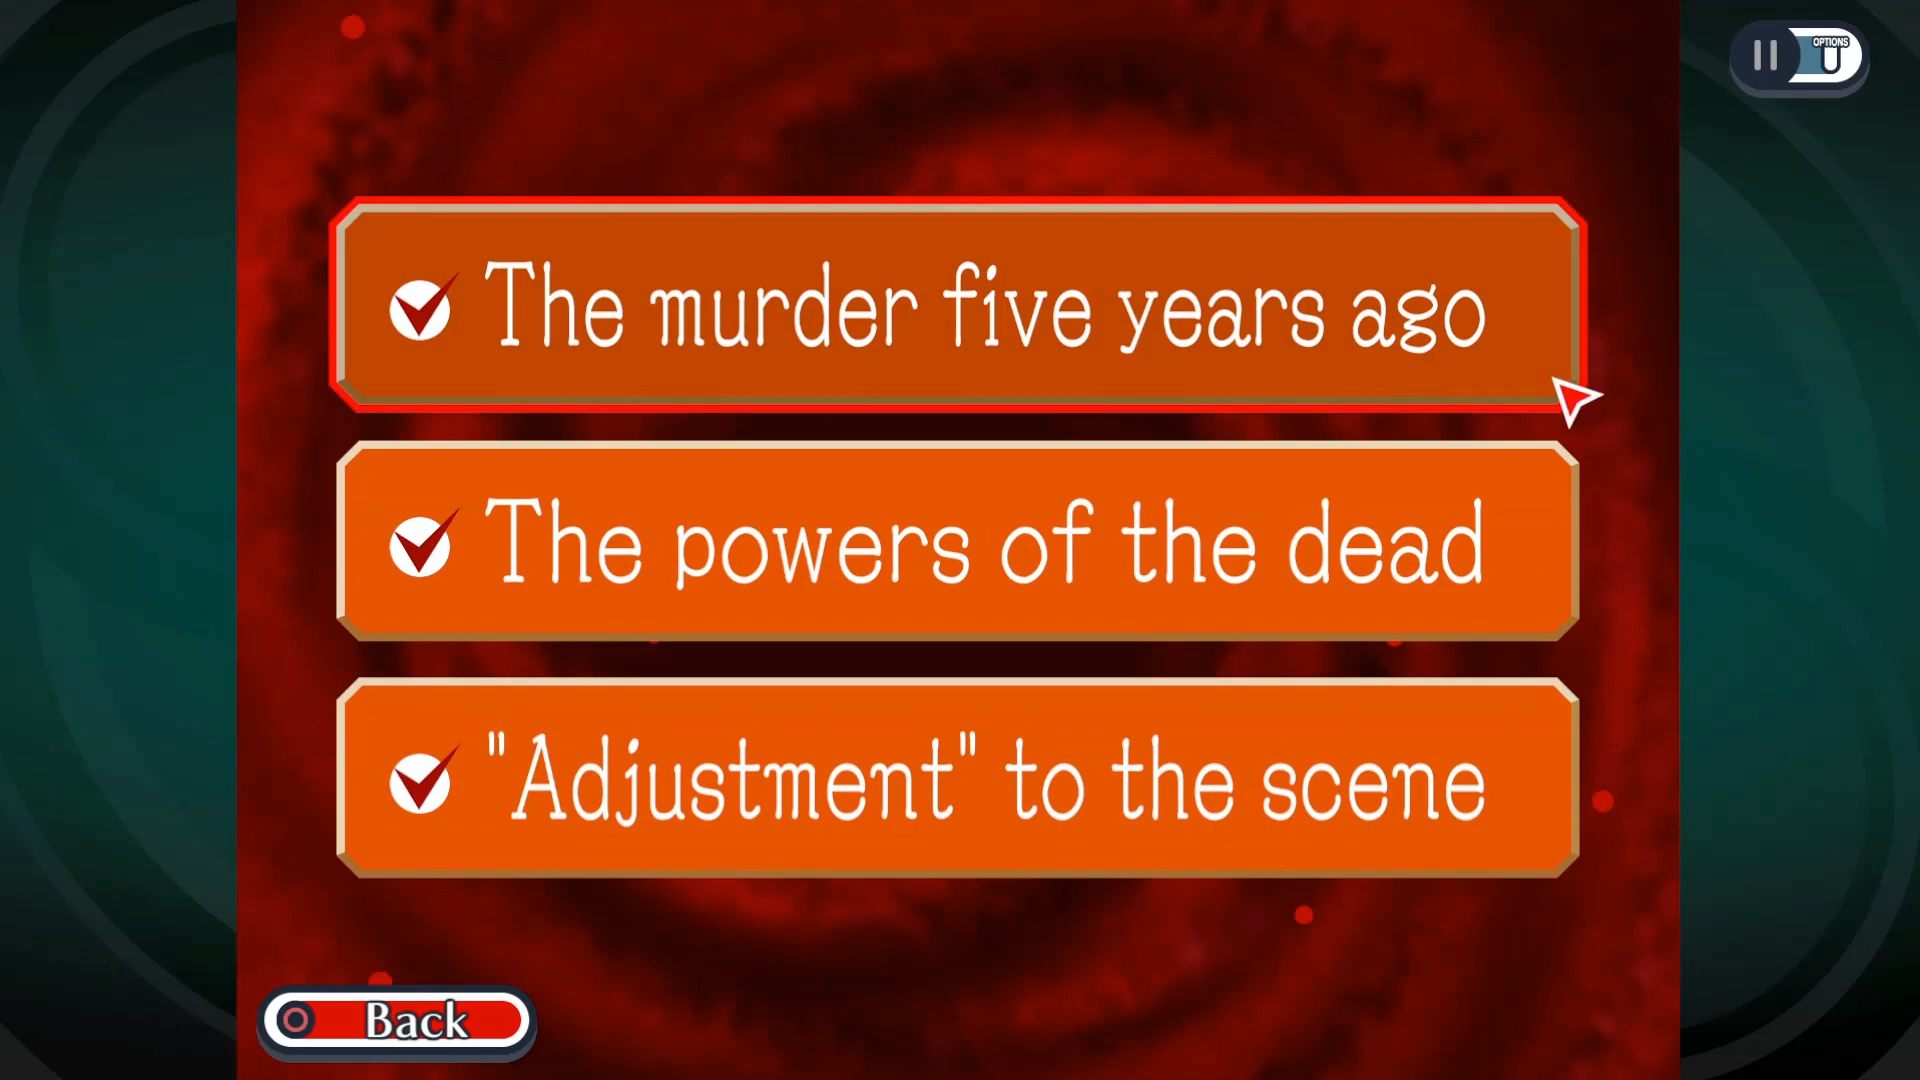 OPTIONS
The murder five years ago
The powers of the dead
"Adjustment" to the scene
Back